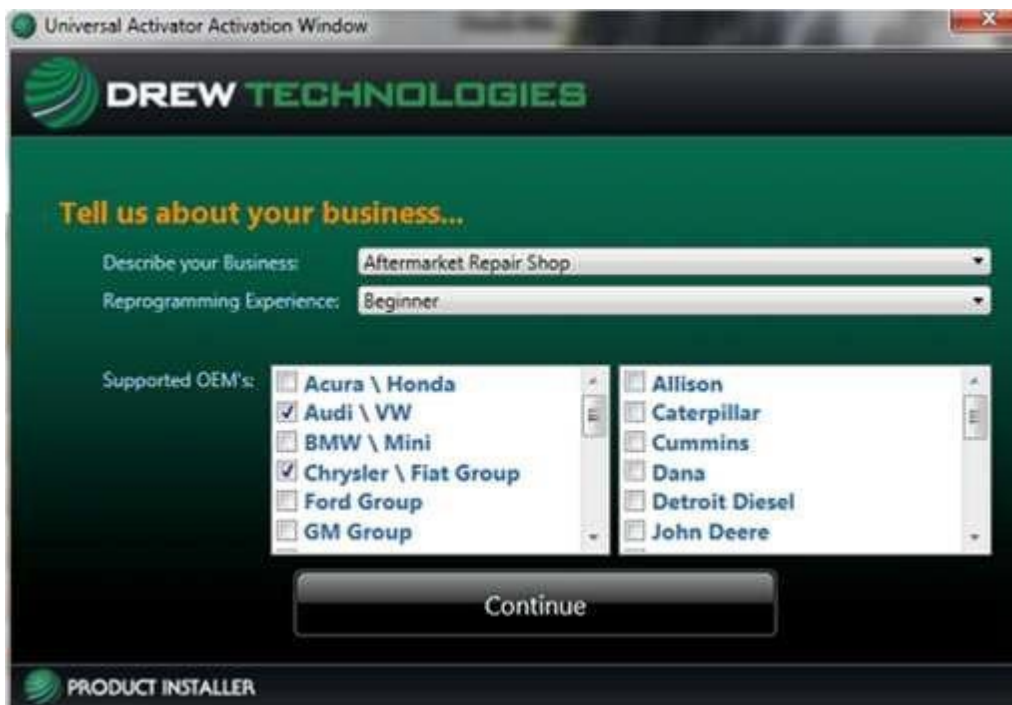 Universal Activator Activation Window
DREW TECHNOLOGIES
Tell us about your business...
Describe your Business: Aftermarket Repair Shop
Reprogramming Experience: Beginner
Supported OEM's:
Acura \ Honda
Audi \ VW
BMW \ Mini
Chrysler \ Fiat Group
Ford Group
GM Group
Allison
Caterpillar
Cummins
Dana
Detroit Diesel
John Deere
Continue
PRODUCT INSTALLER